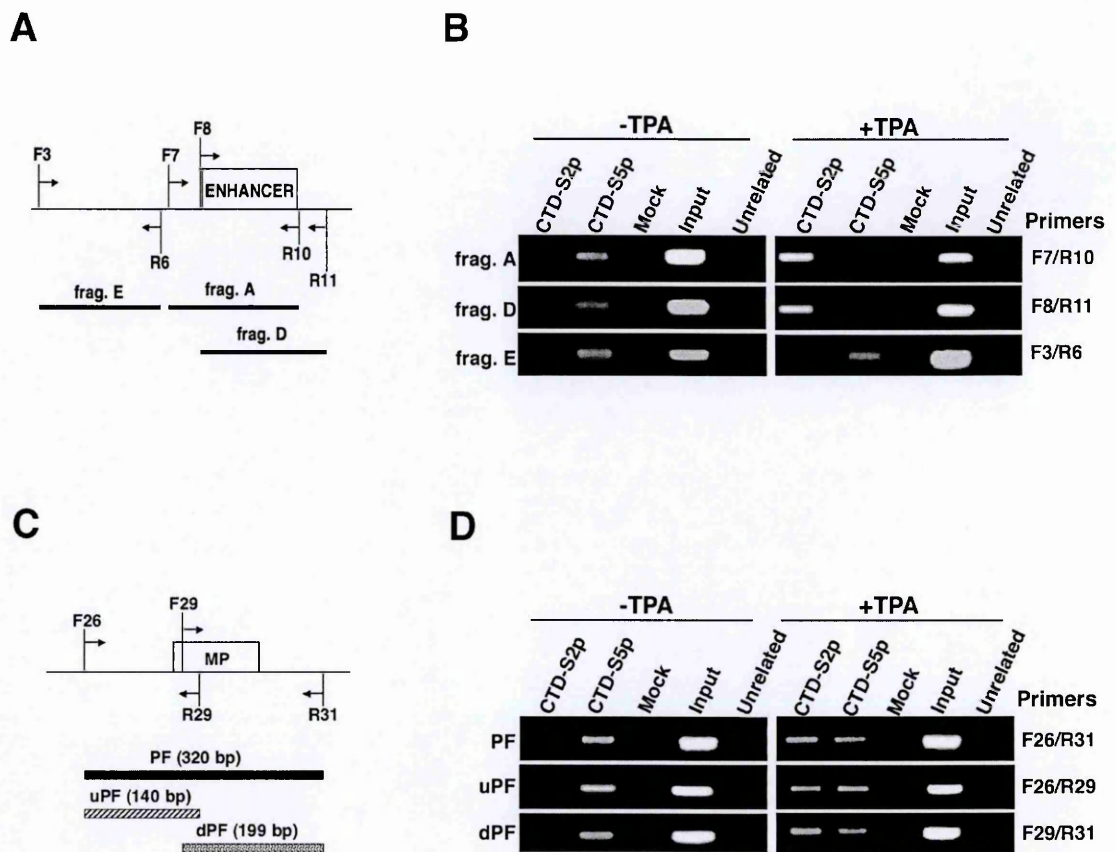 A
F8
F3
F7
ENHANCER
R6
R10
R11
frag. E
frag. A
frag. D
B
-TPA
+TPA
CTD-S2p
CTD-S5p
Mock
Input
Unrelated
CTD-S2p
CTD-S5p
Mock
Input
Unrelated
Primers
frag. A
F7/R10
frag. D
F8/R11
frag. E
F3/R6
C
F29
F26
MP
R29
R31
PF (320 bp)
uPF (140 bp)
dPF (199 bp)
D
-TPA
+TPA
CTD-S2p
CTD-S5p
Mock
Input
Unrelated
CTD-S2p
CTD-S5p
Mock
Input
Unrelated
Primers
PF
F26/R31
uPF
F26/R29
dPF
F29/R31